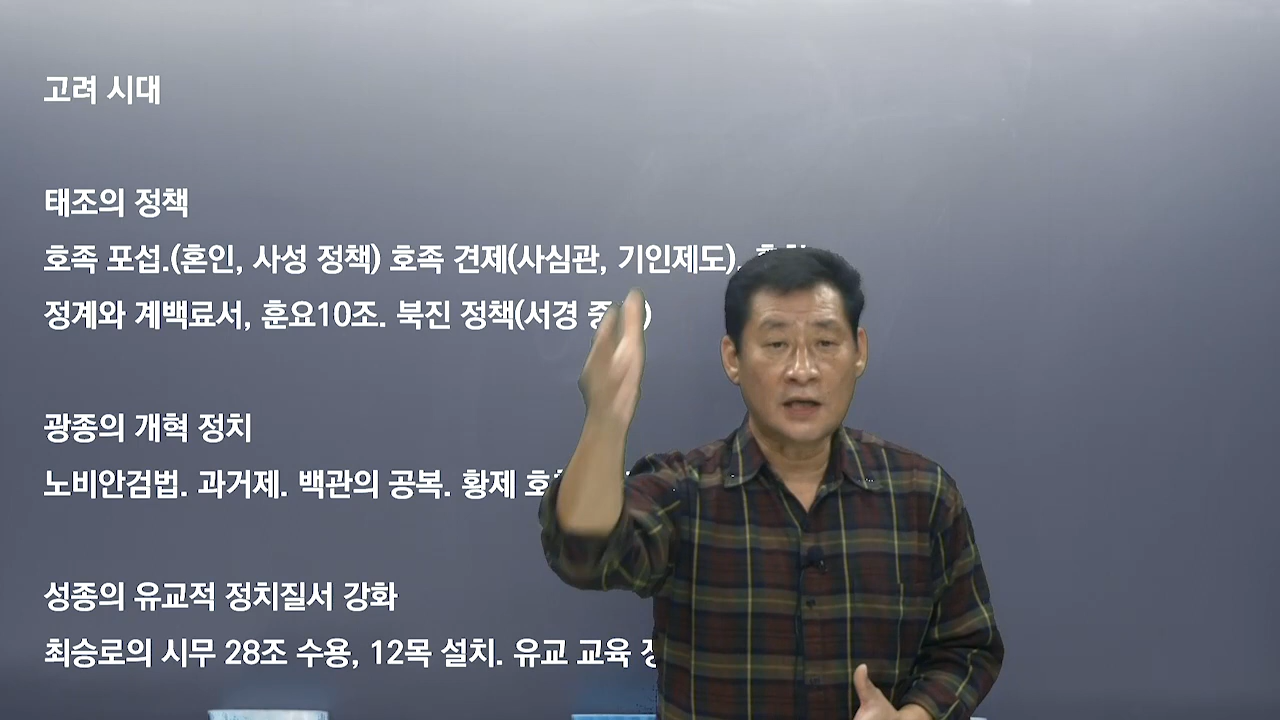 고려 시대
태조의 정책
호족 포섭.(혼인, 사성 정책) 호족 견제(사심관, 기인제도),
정계와 계백료서, 훈요10조. 북진 정책(서경
광종의 개혁 정치
노비안검법. 과거제. 백관의 공복. 황제
성종의 유교적 정치질서 강화
최승로의 시무 28조 수용, 12목 설치. 유교 교육